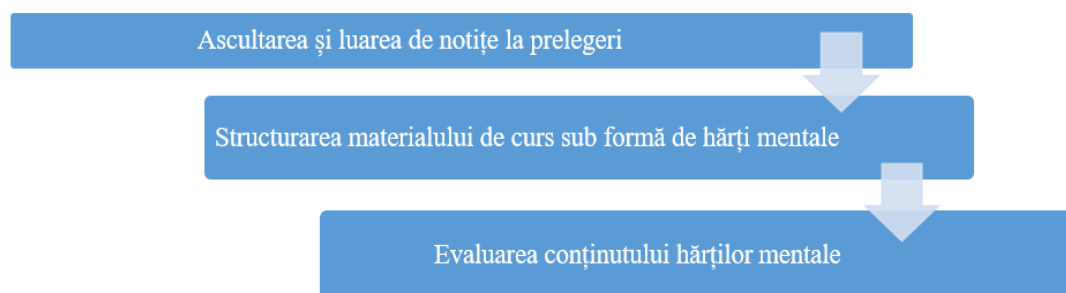 Ascultarea și luarea de notițe la prelegeri
Structurarea materialului de curs sub formă de hărți mentale
Evaluarea conținutului hărților mentale